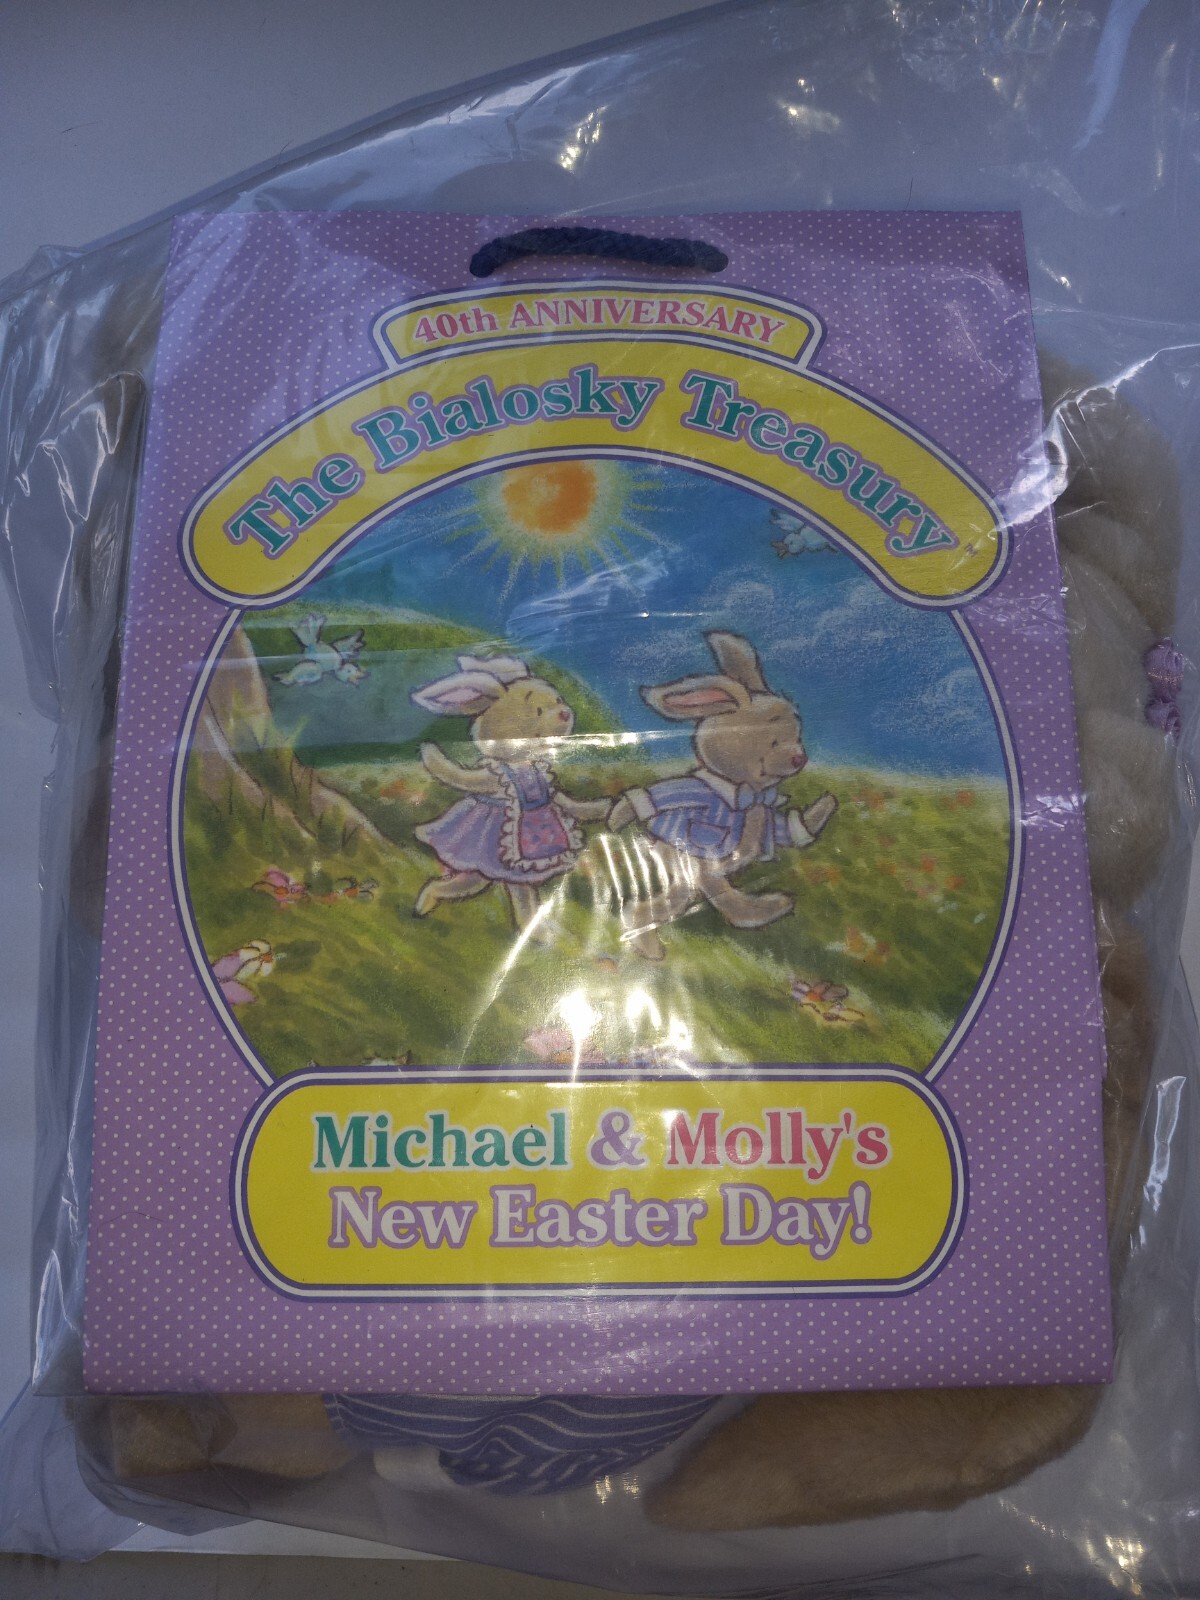 40th ANNIVERSARY
The Bialosky Treasury
Michael & Molly's
New Easter Day!